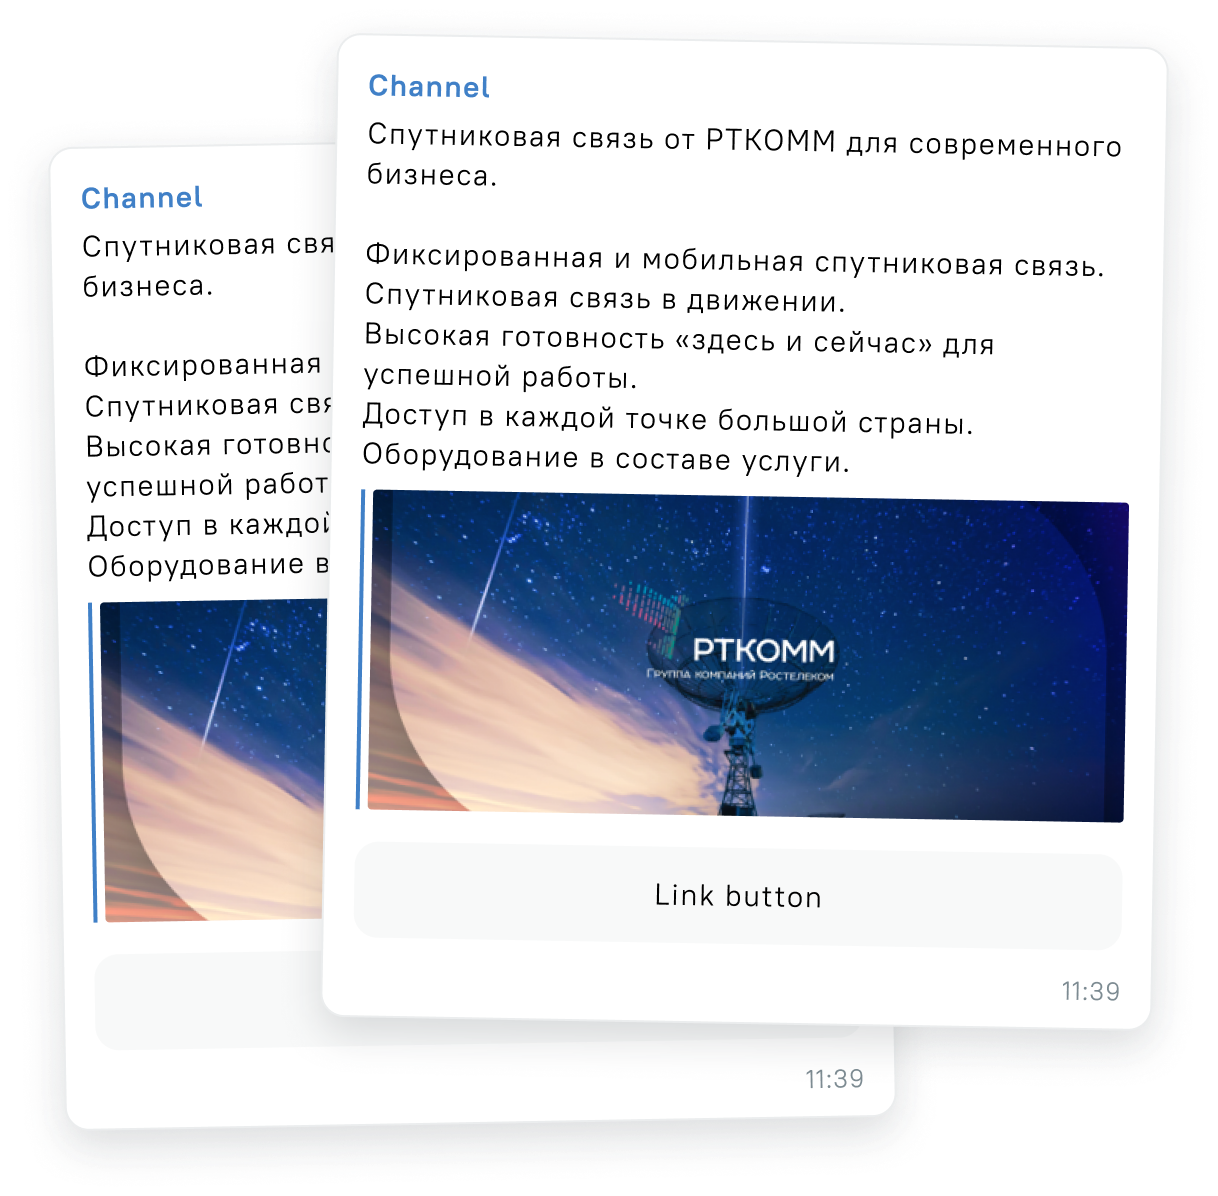 Channel
Спутниковая связь от РТКОММ для современного
бизнеса.
Фиксированная и мобильная спутниковая связь.
Спутниковая связь в движении.
Высокая готовность «здесь и сейчас» для
успешной работы.
Доступ в каждой точке большой страны.
Оборудование в составе услуги.
РТКОММ
Группа компаний Ростелеком
Link button
11:39
Channel
Спутниковая свя
бизнеса.
Фиксированная
Спутниковая свя
Высокая готовно
успешной работ
Доступ в каждой
Оборудование в
11:39